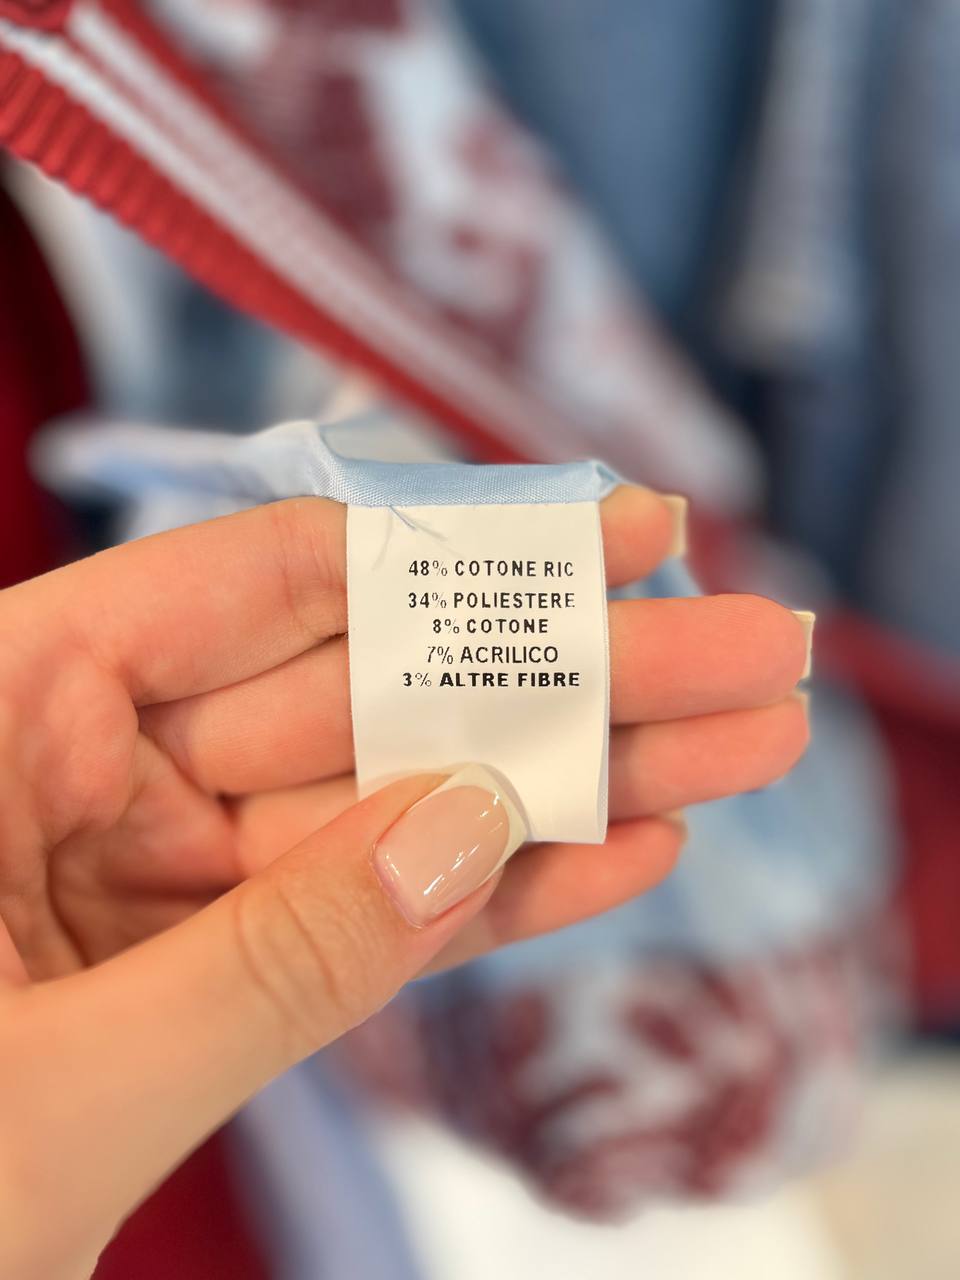 48% COTONE RIC
34% POLIESTERE
8% COTONE
7% ACRILICO
3% ALTRE FIBRE